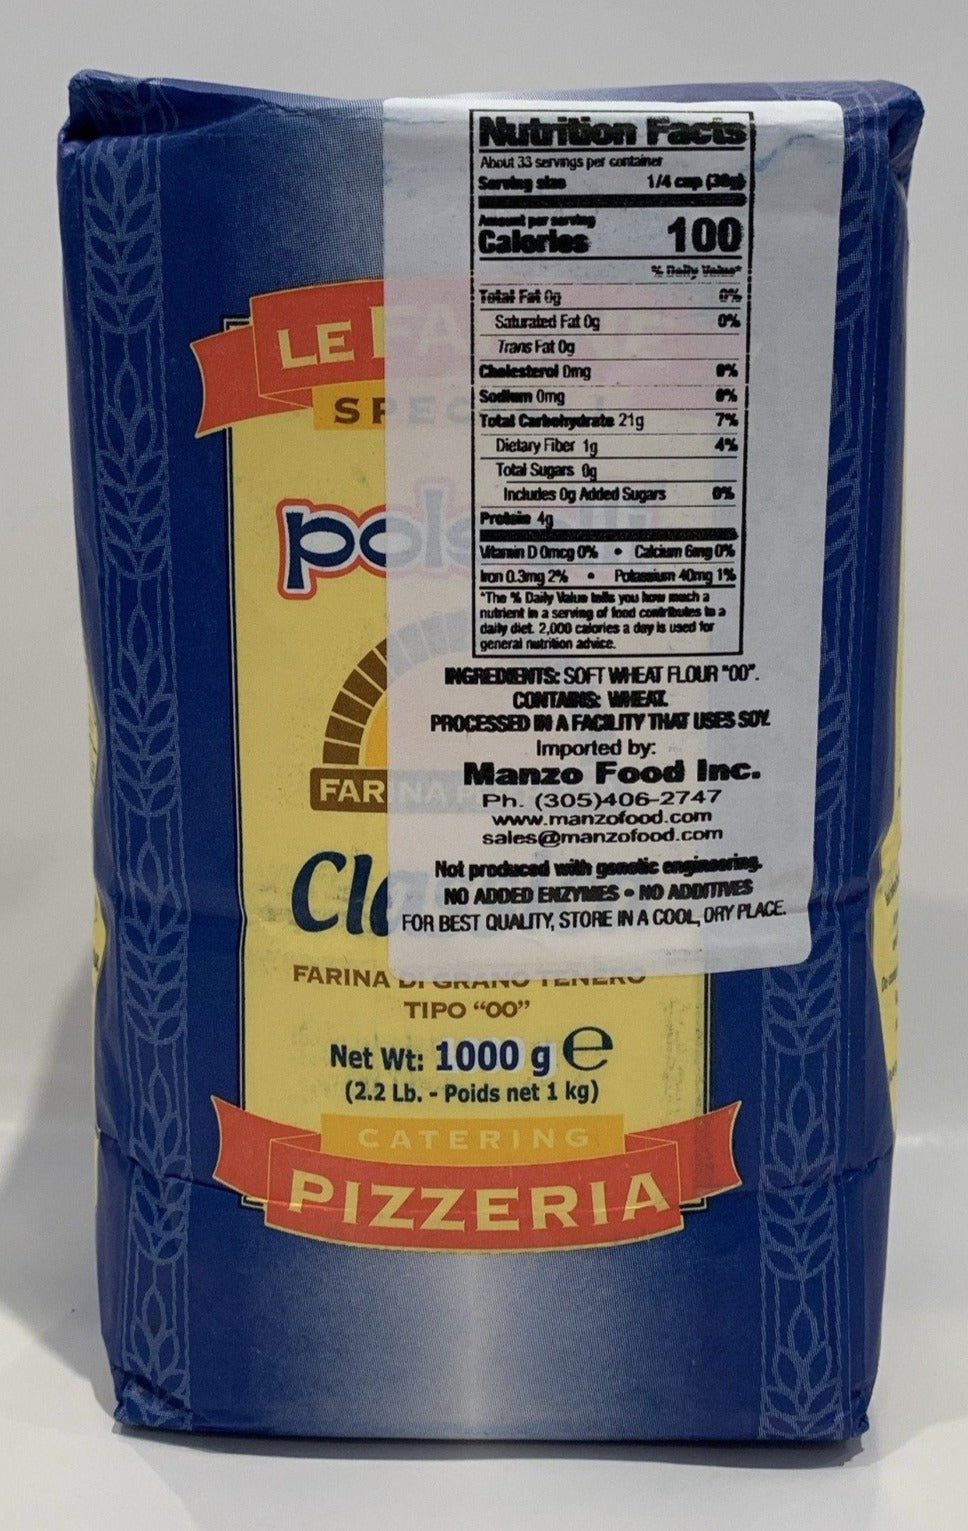 Nutrition Facts
About 33 servings per container
Serving size 1/4 cup (30g)
Amount per serving
Calories 100
% Daily Value*
Total Fat 0g 0%
Saturated Fat 0g 0%
Trans Fat 0g
Cholesterol 0mg 0%
Sodium 0mg 0%
Total Carbohydrate 21g 7%
Dietary Fiber 1g 4%
Total Sugars 0g
Includes 0g Added Sugars 0%
Protein 4g
Vitamin D 0mcg 0% • Calcium 6mg 0%
Iron 0.3mg 2% • Potassium 40mg 1%
*The % Daily Value tells you how much a
nutrient in a serving of food contributes to a
daily diet. 2,000 calories a day is used for
general nutrition advice.
INGREDIENTS: SOFT WHEAT FLOUR "00".
CONTAINS: WHEAT.
PROCESSED IN A FACILITY THAT USES SOY.
Imported by:
Manzo Food Inc.
Ph. (305)406-2747
www.manzofood.com
sales@manzofood.com
Not produced with genetic engineering.
NO ADDED ENZYMES • NO ADDITIVES
FOR BEST QUALITY, STORE IN A COOL, DRY PLACE.
LE FA
SPEC
pols lli
FARINA
Cla
FARINA DI GRANO TENERO
TIPO "00"
Net Wt: 1000 g e
(2.2 Lb. - Poids net 1 kg)
CATERING
PIZZERIA